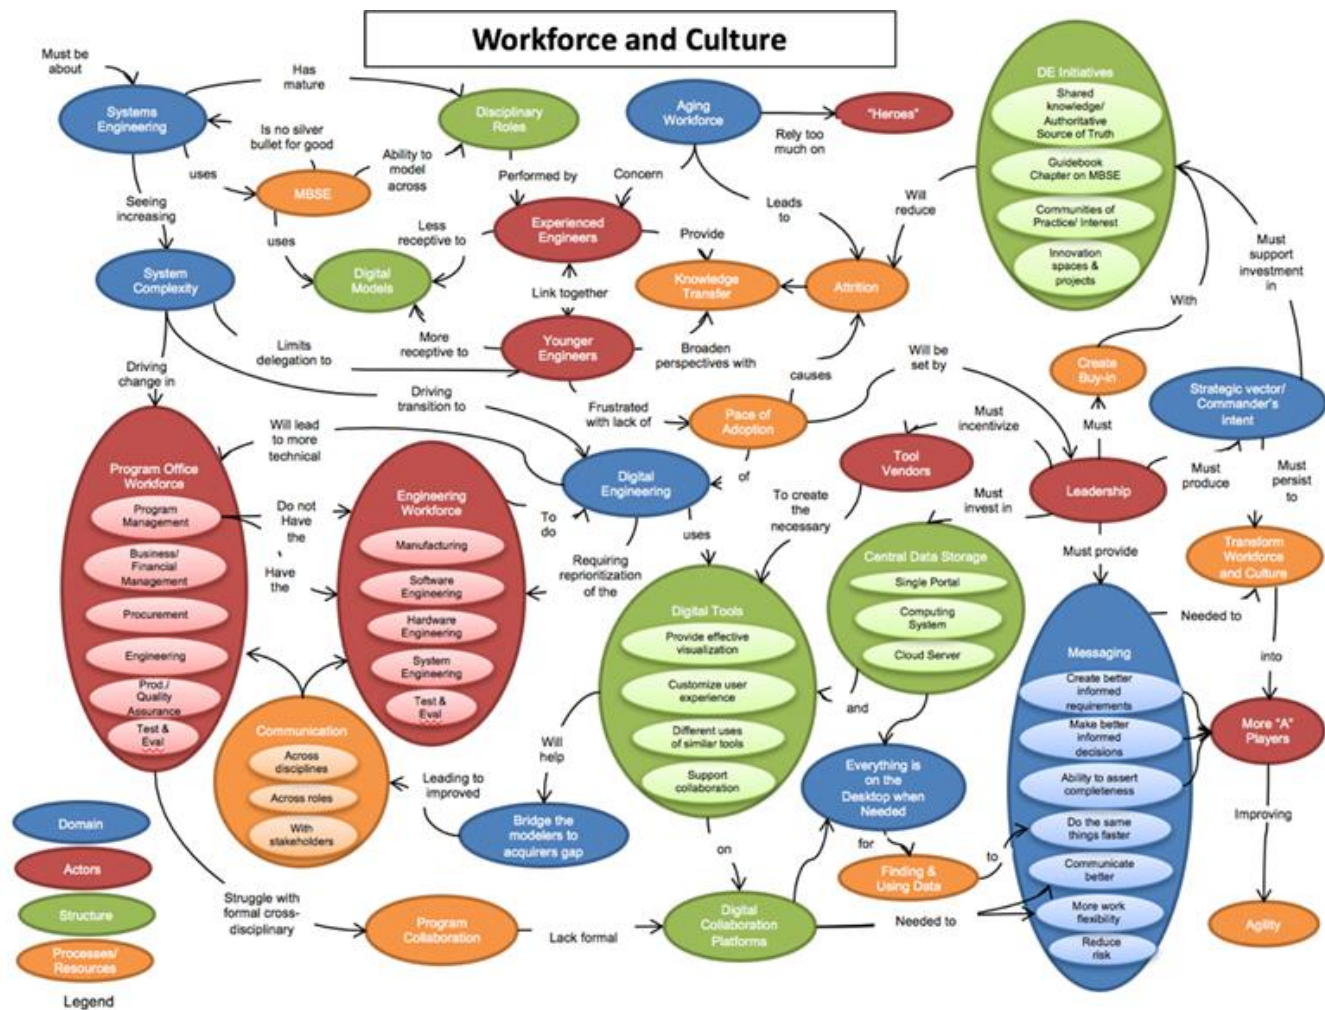 Workforce and Culture
Must be
about
Systems
Engineering
Has
mature
Disciplinary
Roles
Is no silver
bullet for good
Ability to
model
across
uses
MBSE
Seeing
increasing
uses
System
Complexity
Digital
Models
Less
receptive to
Performed by
Experienced
Engineers
Concern
Aging
Workforce
Rely too
much on
"Heroes"
Leads
to
Provide
Knowledge
Transfer
Attrition
Will
reduce
DE Initiatives
Shared
knowledge/
Authoritative
Source of Truth
Guidebook
Chapter on MBSE
Communities of
Practice/ Interest
Innovation
spaces &
projects
Must
support
investment
in
With
Link together
Younger
Engineers
More
receptive to
Broaden
perspectives with
Limits
delegation to
Driving
change in
Driving
transition to
Frustrated
with lack of
causes
Pace of
Adoption
Will be
set by
Create
Buy-in
Must
Strategic vector/
Commander's
intent
Must
incentivize
Tool
Vendors
Leadership
Must
produce
Must
persist
to
Must
invest in
Must provide
Will lead
to more
technical
Program Office
Workforce
Program
Management
Business/
Financial
Management
Procurement
Engineering
Prod./
Quality
Assurance
Test &
Eval
Do not
Have
the
Have
the
Engineering
Workforce
Manufacturing
Software
Engineering
Hardware
Engineering
System
Engineering
Test &
Eval
To
do
Digital
Engineering
of
Requiring
reprioritization
of the
uses
To create
the
necessary
Digital Tools
Provide effective
visualization
Customize user
experience
Different uses
of similar tools
Support
collaboration
Central Data Storage
Single Portal
Computing
System
Cloud Server
and
Transform
Workforce
and Culture
Needed to
into
Messaging
Create better
informed
requirements
Make better
informed
decisions
Ability to assert
completeness
Do the same
things faster
Communicate
better
More work
flexibility
Reduce
risk
More "A"
Players
Improving
Agility
Communication
Across
disciplines
Across roles
With
stakeholders
Leading to
improved
Will
help
Bridge the
modelers to
acquirers gap
Everything is
on the
Desktop when
Needed
for
Finding &
Using Data
to
on
Struggle with
formal cross-
disciplinary
Program
Collaboration
Lack formal
Digital
Collaboration
Platforms
Needed to
Domain
Actors
Structure
Processes/
Resources
Legend